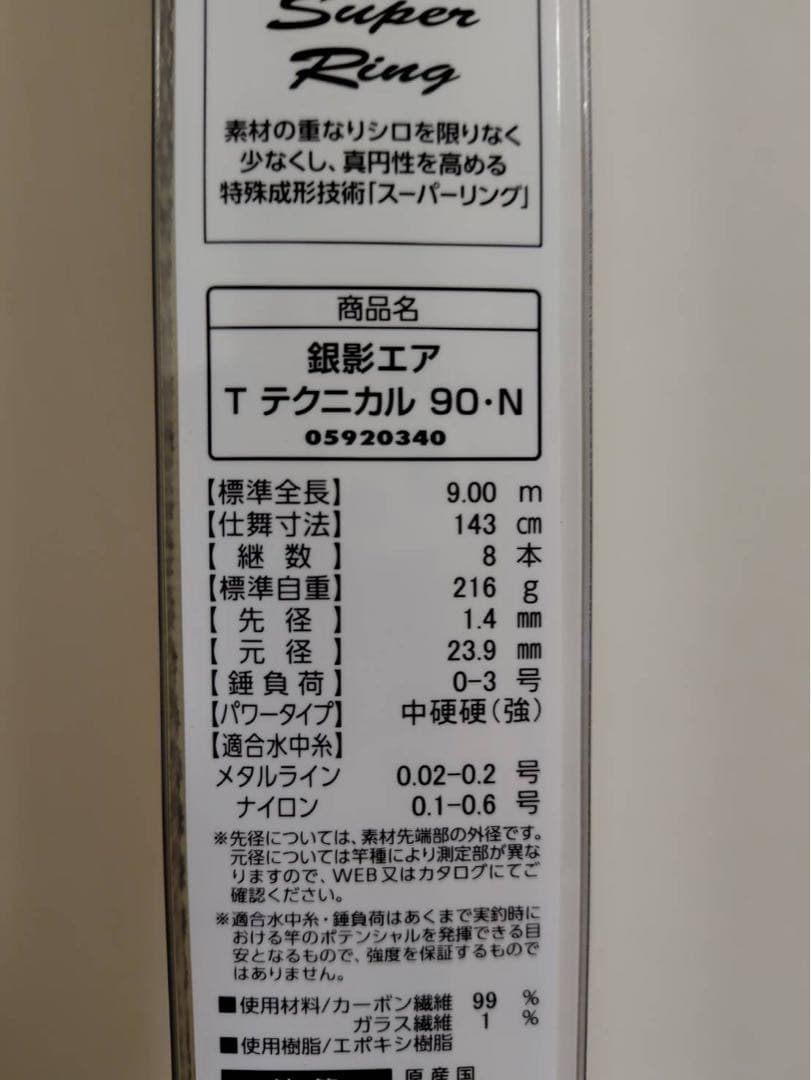 Super
Ring
素材の重なりシロを限りなく
少なくし、真円性を高める
特殊成形技術「スーパーリング」
商品名
銀影エア
T テクニカル 90・N
05920340
【標準全長】 9.00 m
【仕舞寸法】 143 cm
【継数】 8 本
【標準自重】 216 g
【先径】 1.4 mm
【元径】 23.9 mm
【錘負荷】 0-3 号
【パワータイプ】 中硬硬(強)
【適合水中糸】
メタルライン 0.02-0.2 号
ナイロン 0.1-0.6 号
※先径については、素材先端部の外径です。
元径については竿種により測定部が異な
りますので、WEB又はカタログにてご
確認ください。
※適合水中糸・錘負荷はあくまで実釣時に
おける竿のポテンシャルを発揮できる目
安となるもので、強度を保証するもので
はありません。
■使用材料/カーボン繊維 99 %
ガラス繊維 1 %
■使用樹脂/エポキシ樹脂
原産国